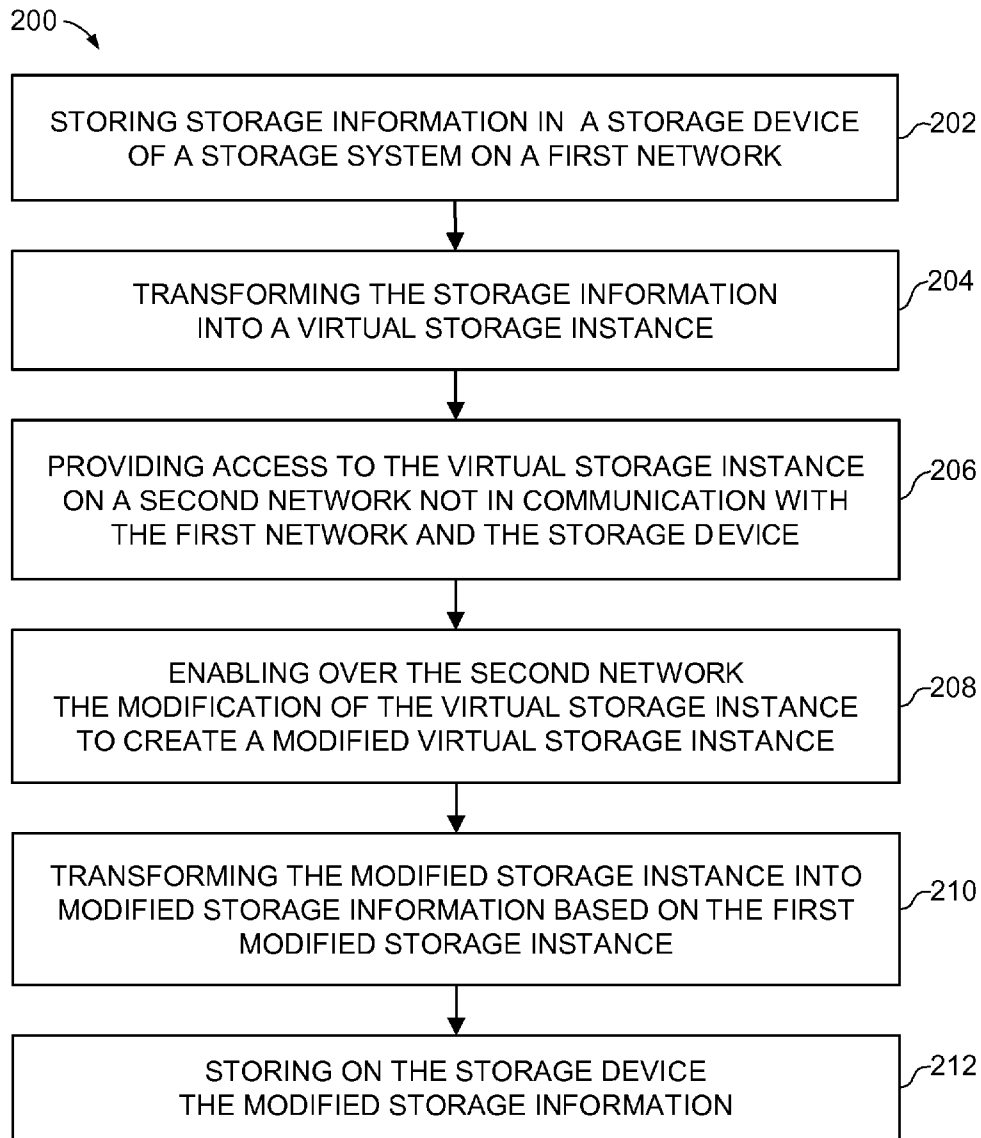 200
STORING STORAGE INFORMATION IN A STORAGE DEVICE
OF A STORAGE SYSTEM ON A FIRST NETWORK
202
TRANSFORMING THE STORAGE INFORMATION
INTO A VIRTUAL STORAGE INSTANCE
204
PROVIDING ACCESS TO THE VIRTUAL STORAGE INSTANCE
ON A SECOND NETWORK NOT IN COMMUNICATION WITH
THE FIRST NETWORK AND THE STORAGE DEVICE
206
ENABLING OVER THE SECOND NETWORK
THE MODIFICATION OF THE VIRTUAL STORAGE INSTANCE
TO CREATE A MODIFIED VIRTUAL STORAGE INSTANCE
208
TRANSFORMING THE MODIFIED STORAGE INSTANCE INTO
MODIFIED STORAGE INFORMATION BASED ON THE FIRST
MODIFIED STORAGE INSTANCE
210
STORING ON THE STORAGE DEVICE
THE MODIFIED STORAGE INFORMATION
212